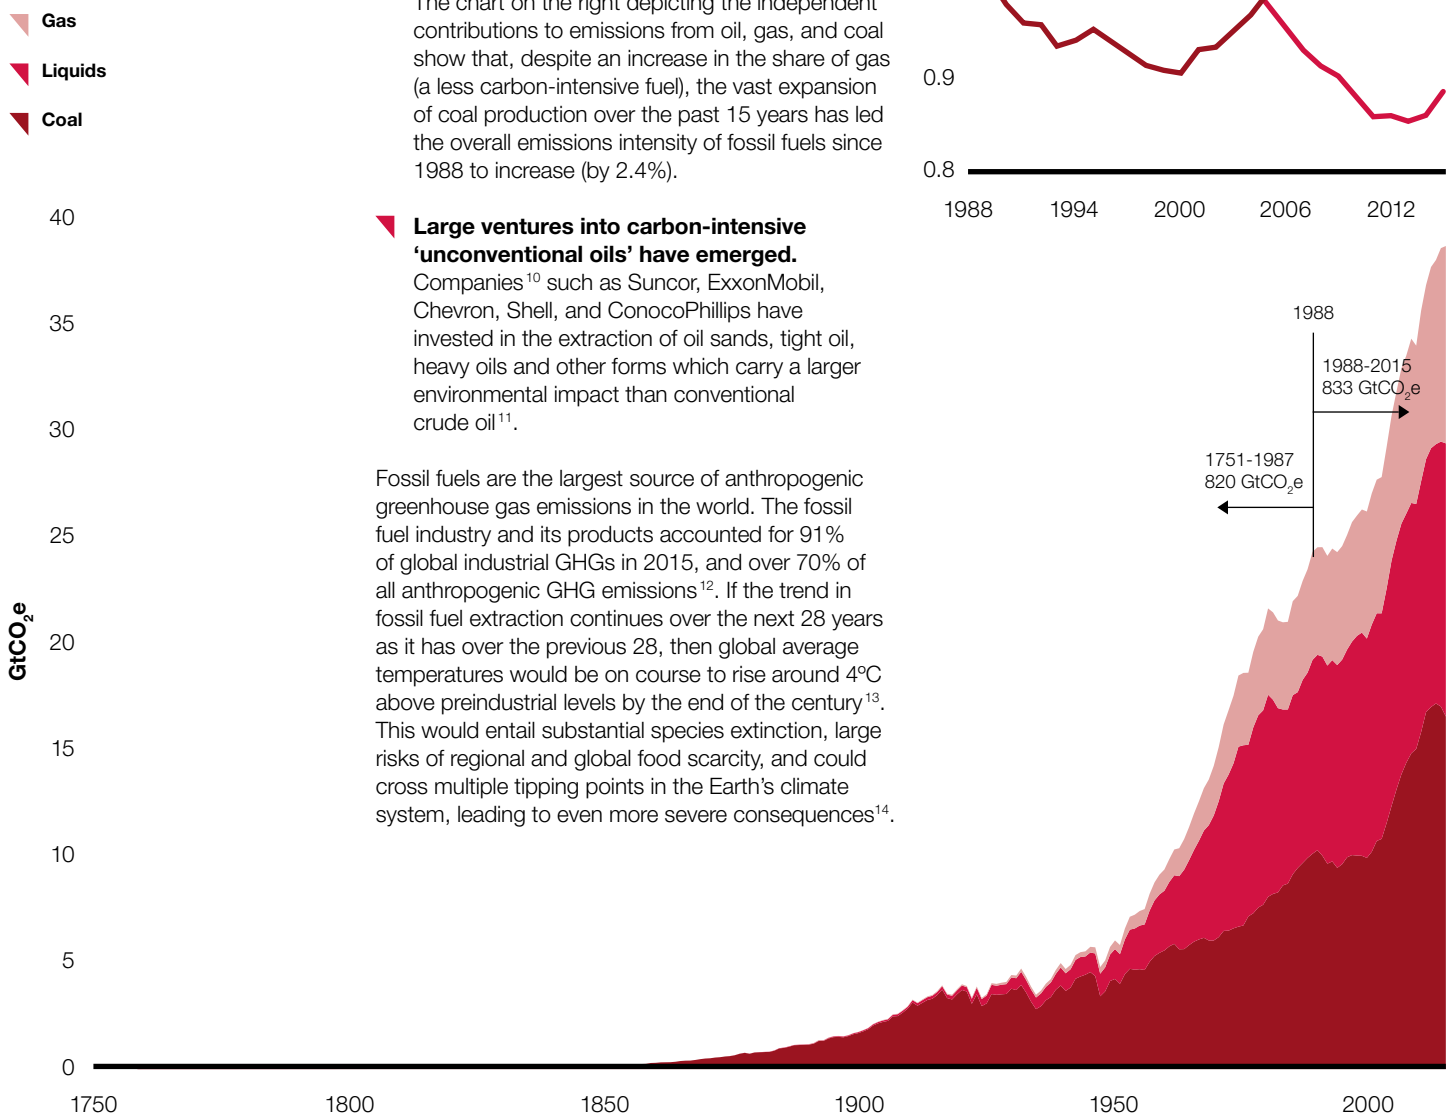 Gas
Liquids
Coal
The chart on the right depicting the independent
contributions to emissions from oil, gas, and coal
show that, despite an increase in the share of gas
(a less carbon-intensive fuel), the vast expansion
of coal production over the past 15 years has led
the overall emissions intensity of fossil fuels since
1988 to increase (by 2.4%).
Large ventures into carbon-intensive
‘unconventional oils’ have emerged.
Companies10 such as Suncor, ExxonMobil,
Chevron, Shell, and ConocoPhillips have
invested in the extraction of oil sands, tight oil,
heavy oils and other forms which carry a larger
environmental impact than conventional
crude oil11.
Fossil fuels are the largest source of anthropogenic
greenhouse gas emissions in the world. The fossil
fuel industry and its products accounted for 91%
of global industrial GHGs in 2015, and over 70% of
all anthropogenic GHG emissions12. If the trend in
fossil fuel extraction continues over the next 28 years
as it has over the previous 28, then global average
temperatures would be on course to rise around 4ºC
above preindustrial levels by the end of the century13.
This would entail substantial species extinction, large
risks of regional and global food scarcity, and could
cross multiple tipping points in the Earth’s climate
system, leading to even more severe consequences14.
0.9
0.8
1988 1994 2000 2006 2012
1988
1988-2015
833 GtCO2e
1751-1987
820 GtCO2e
GtCO2e
40
35
30
25
20
15
10
5
0
1750 1800 1850 1900 1950 2000